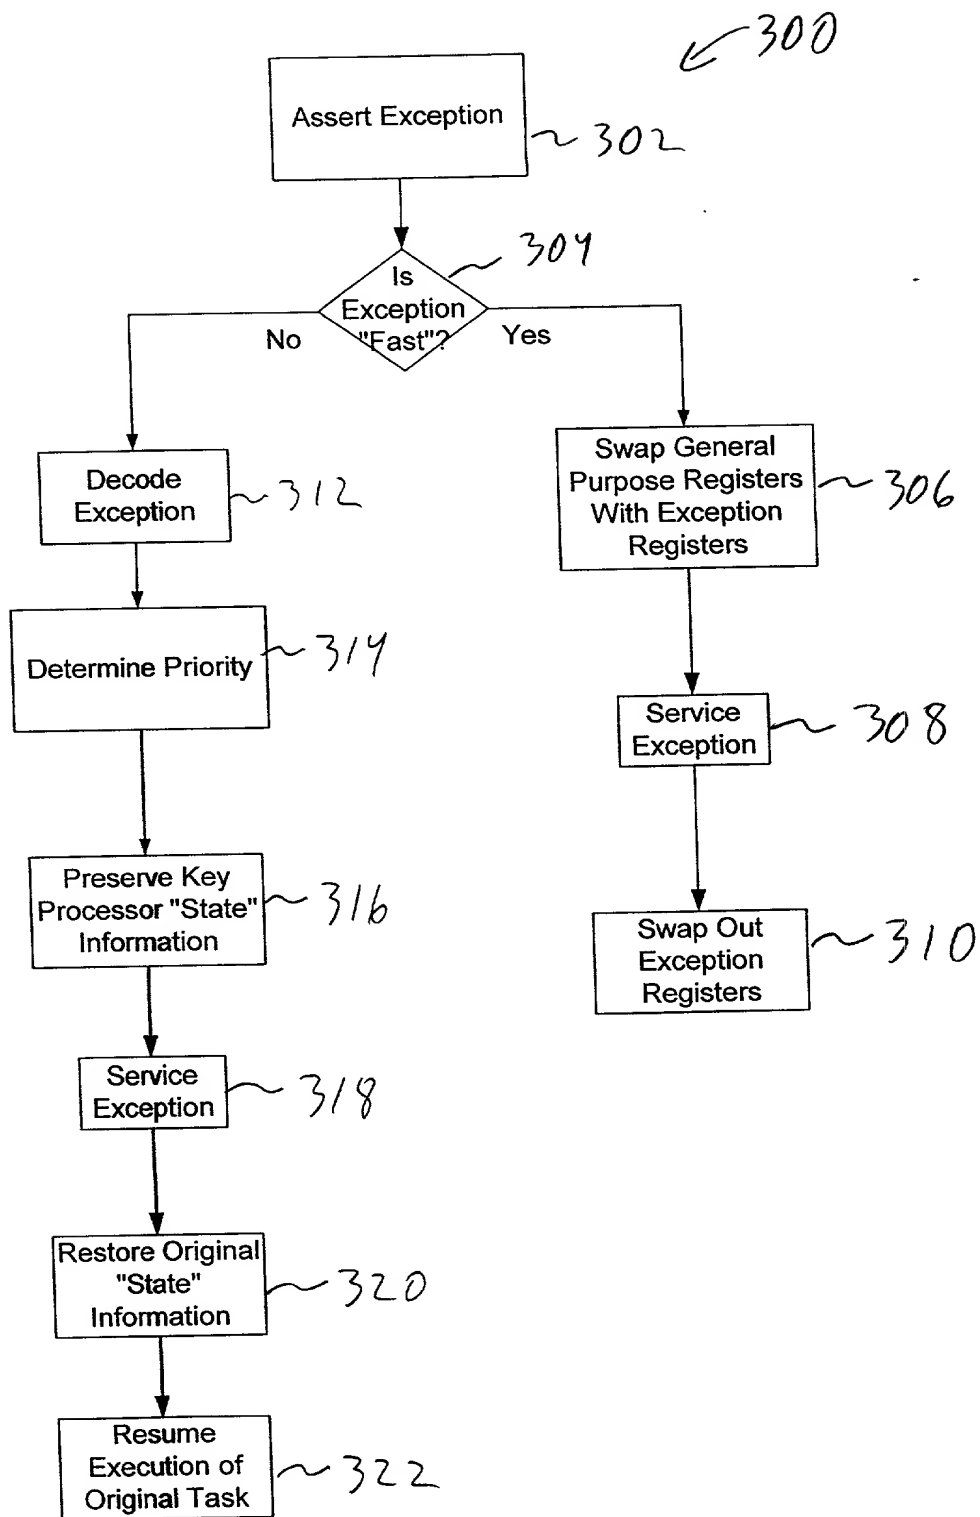 300
Assert Exception
302
304
Is
Exception
"Fast"?
No
Yes
Decode
Exception
312
Swap General
Purpose Registers
With Exception
Registers
306
Determine Priority
314
Service
Exception
308
Preserve Key
Processor "State"
Information
316
Swap Out
Exception
Registers
310
Service
Exception
318
Restore Original
"State"
Information
320
Resume
Execution of
Original Task
322